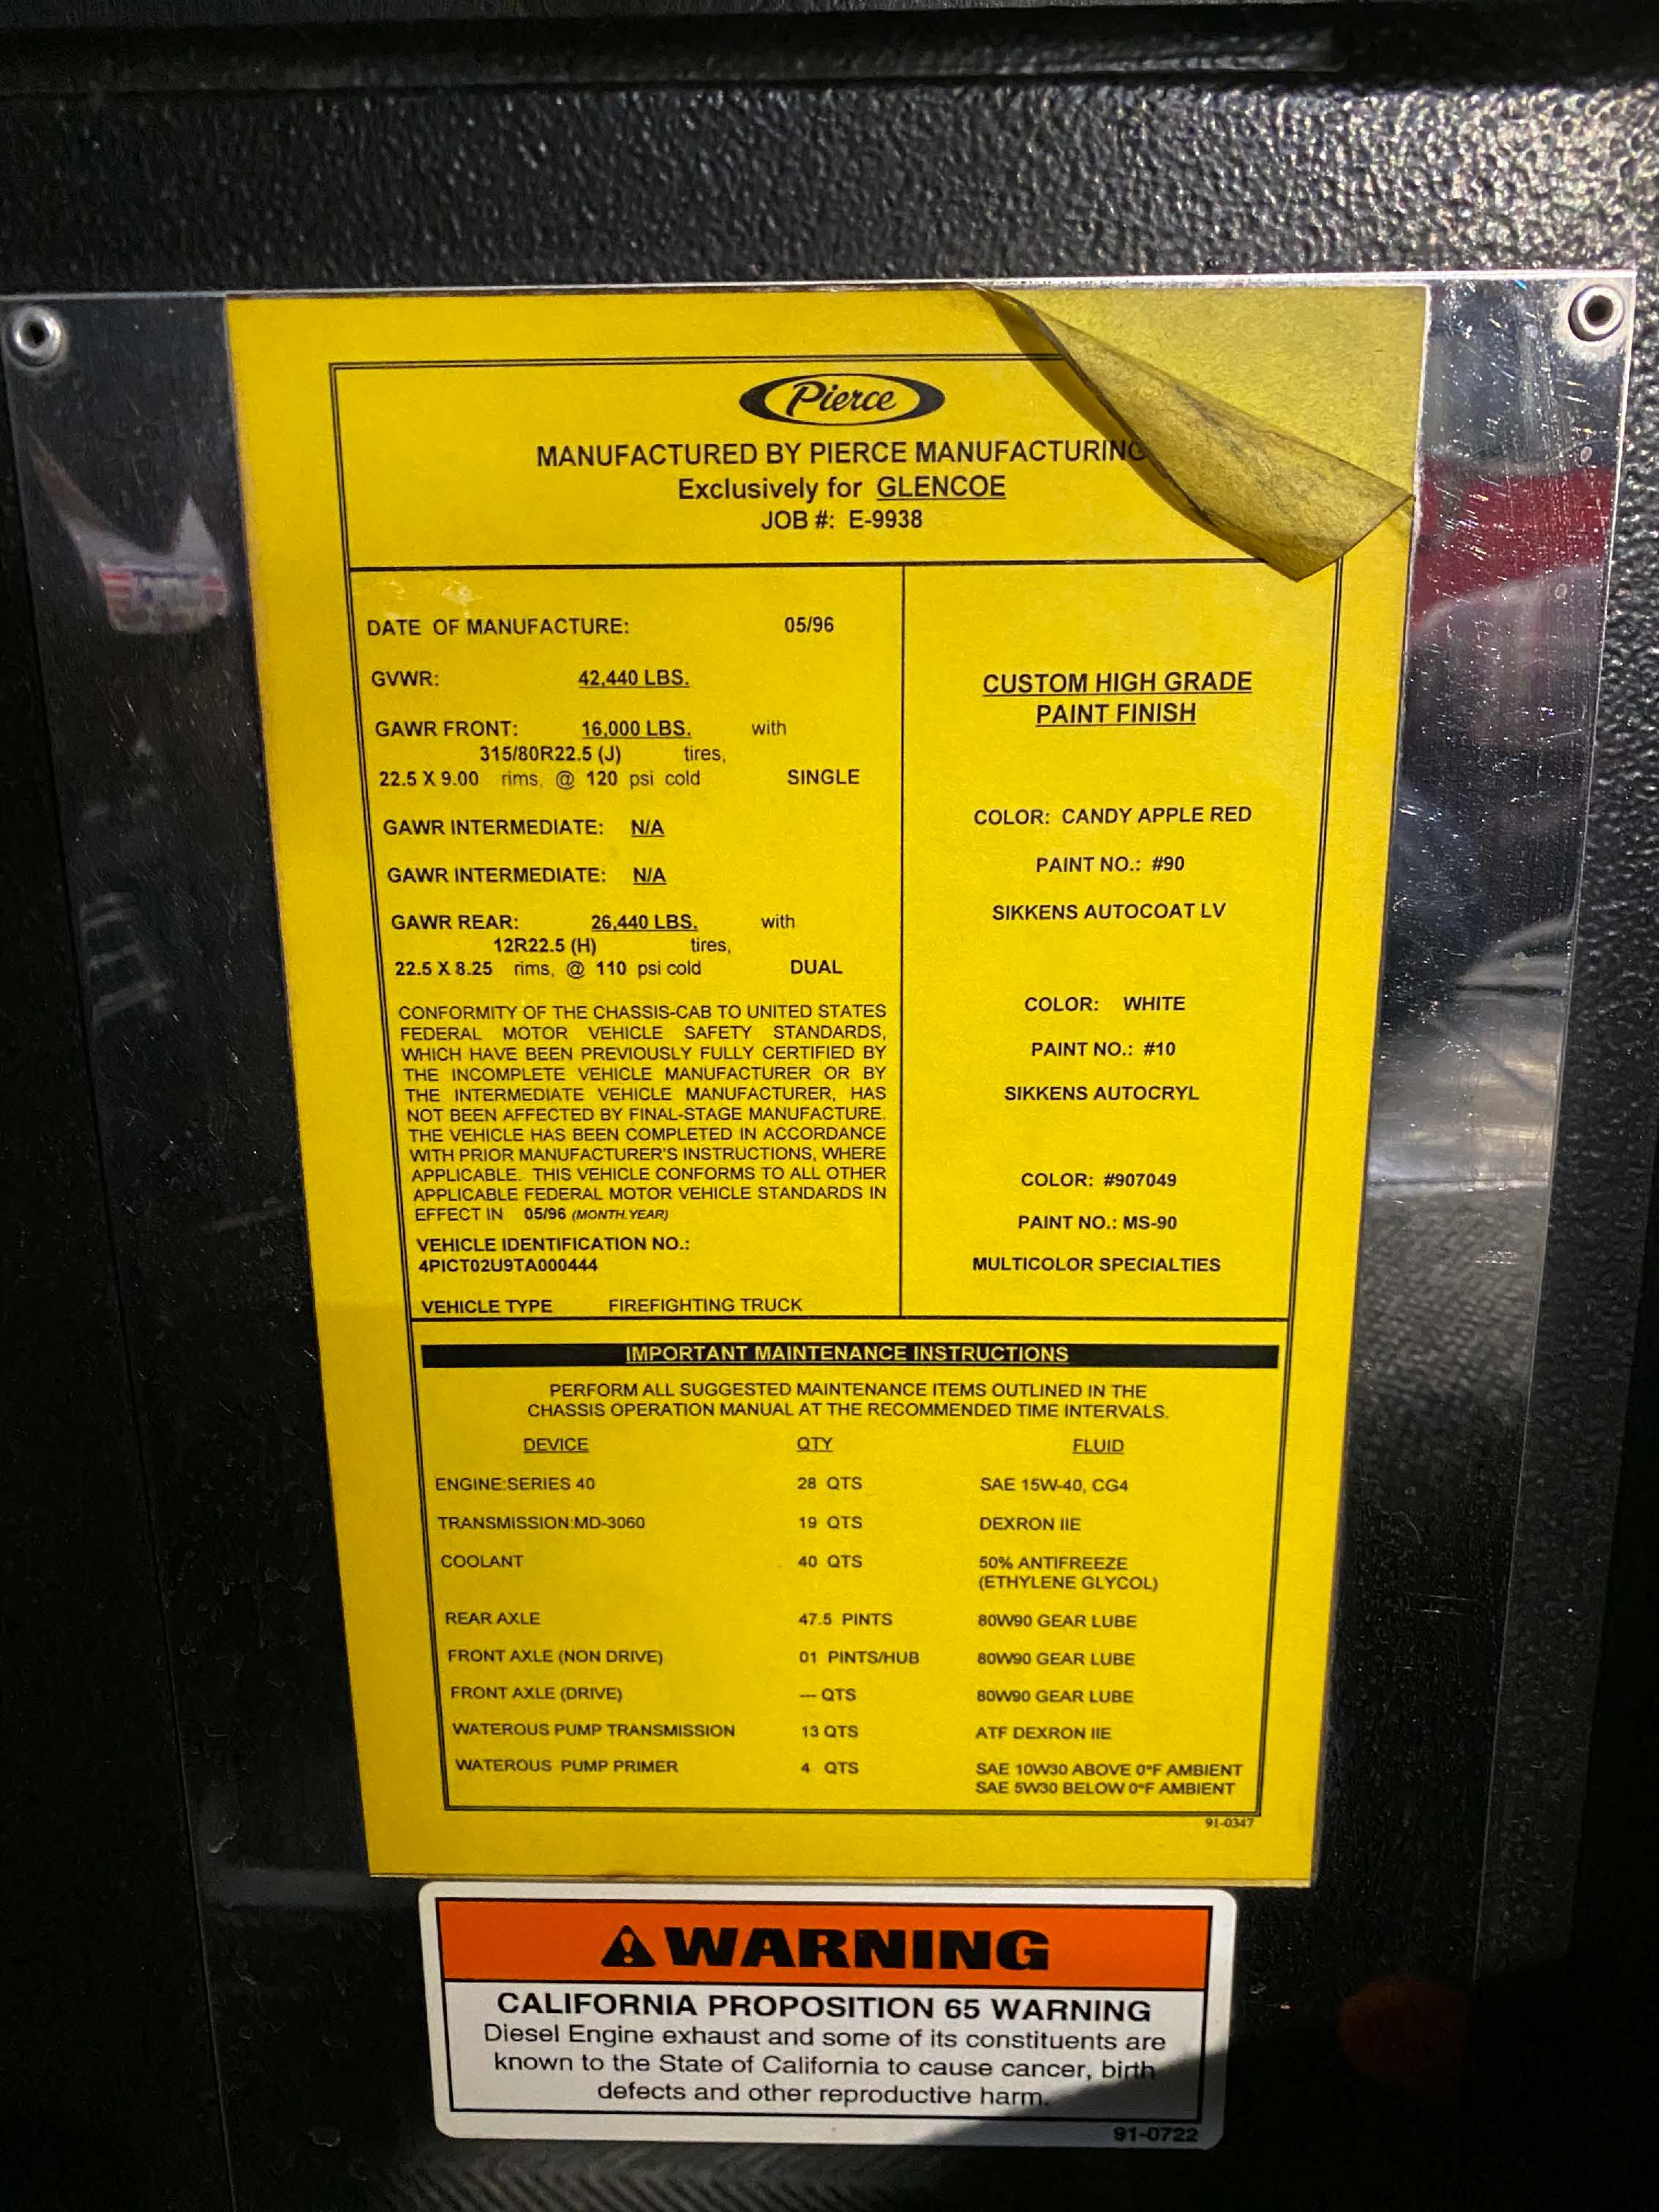 Pierce
MANUFACTURED BY PIERCE MANUFACTURING
Exclusively for GLENCOE
JOB #: E-9938
DATE OF MANUFACTURE: 05/96
GVWR: 42,440 LBS.
GAWR FRONT: 16,000 LBS. with
315/80R22.5 (J) tires,
22.5 X 9.00 rims, @ 120 psi cold SINGLE
GAWR INTERMEDIATE: N/A
GAWR INTERMEDIATE: N/A
GAWR REAR: 26,440 LBS. with
12R22.5 (H) tires,
22.5 X 8.25 rims, @ 110 psi cold DUAL
CONFORMITY OF THE CHASSIS-CAB TO UNITED STATES
FEDERAL MOTOR VEHICLE SAFETY STANDARDS,
WHICH HAVE BEEN PREVIOUSLY FULLY CERTIFIED BY
THE INCOMPLETE VEHICLE MANUFACTURER OR BY
THE INTERMEDIATE VEHICLE MANUFACTURER, HAS
NOT BEEN AFFECTED BY FINAL-STAGE MANUFACTURE.
THE VEHICLE HAS BEEN COMPLETED IN ACCORDANCE
WITH PRIOR MANUFACTURER'S INSTRUCTIONS, WHERE
APPLICABLE. THIS VEHICLE CONFORMS TO ALL OTHER
APPLICABLE FEDERAL MOTOR VEHICLE STANDARDS IN
EFFECT IN 05/96 (MONTH.YEAR)
VEHICLE IDENTIFICATION NO.:
4PICT02U9TA000444
VEHICLE TYPE FIREFIGHTING TRUCK
CUSTOM HIGH GRADE
PAINT FINISH
COLOR: CANDY APPLE RED
PAINT NO.: #90
SIKKENS AUTOCOAT LV
COLOR: WHITE
PAINT NO.: #10
SIKKENS AUTOCRYL
COLOR: #907049
PAINT NO.: MS-90
MULTICOLOR SPECIALTIES
IMPORTANT MAINTENANCE INSTRUCTIONS
PERFORM ALL SUGGESTED MAINTENANCE ITEMS OUTLINED IN THE
CHASSIS OPERATION MANUAL AT THE RECOMMENDED TIME INTERVALS.
DEVICE QTY FLUID
ENGINE:SERIES 40 28 QTS SAE 15W-40, CG4
TRANSMISSION:MD-3060 19 QTS DEXRON IIE
COOLANT 40 QTS 50% ANTIFREEZE
(ETHYLENE GLYCOL)
REAR AXLE 47.5 PINTS 80W90 GEAR LUBE
FRONT AXLE (NON DRIVE) 01 PINTS/HUB 80W90 GEAR LUBE
FRONT AXLE (DRIVE) --- QTS 80W90 GEAR LUBE
WATEROUS PUMP TRANSMISSION 13 QTS ATF DEXRON IIE
WATEROUS PUMP PRIMER 4 QTS SAE 10W30 ABOVE 0°F AMBIENT
SAE 5W30 BELOW 0°F AMBIENT
91-0347
WARNING
CALIFORNIA PROPOSITION 65 WARNING
Diesel Engine exhaust and some of its constituents are
known to the State of California to cause cancer, birth
defects and other reproductive harm.
91-0722